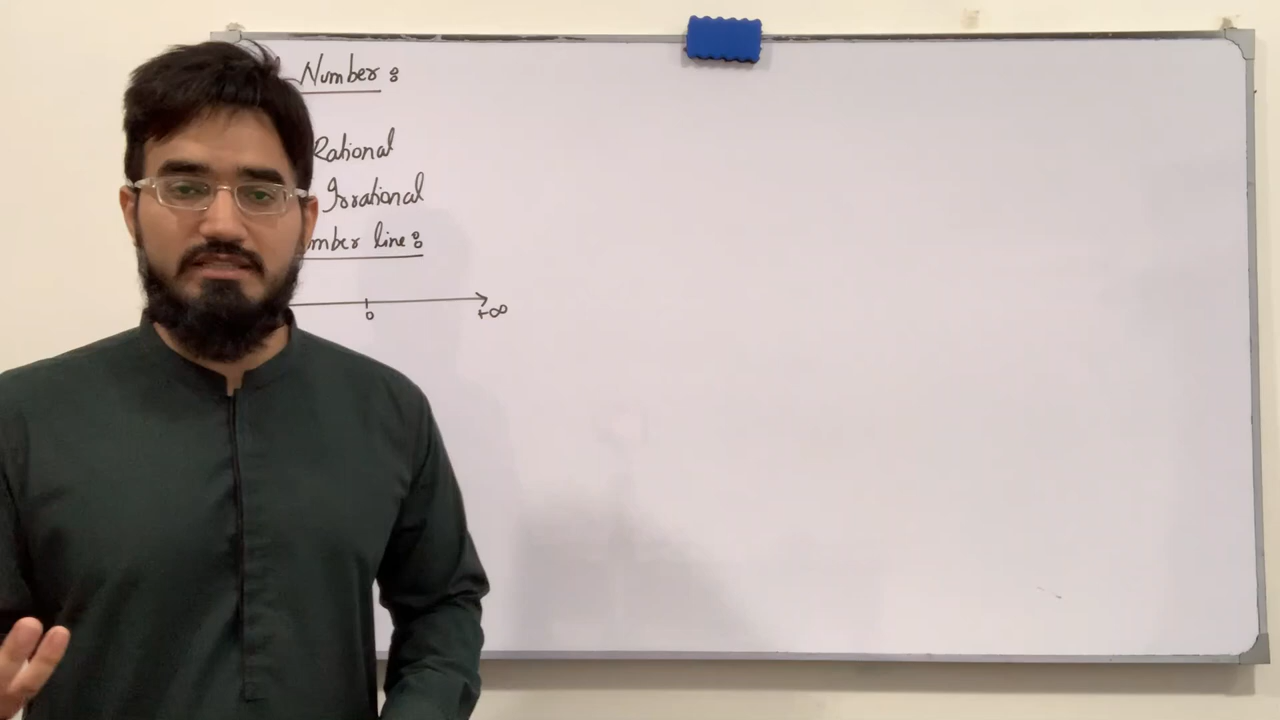 Number :
Rational
Irrational
mber line :
0
+∞